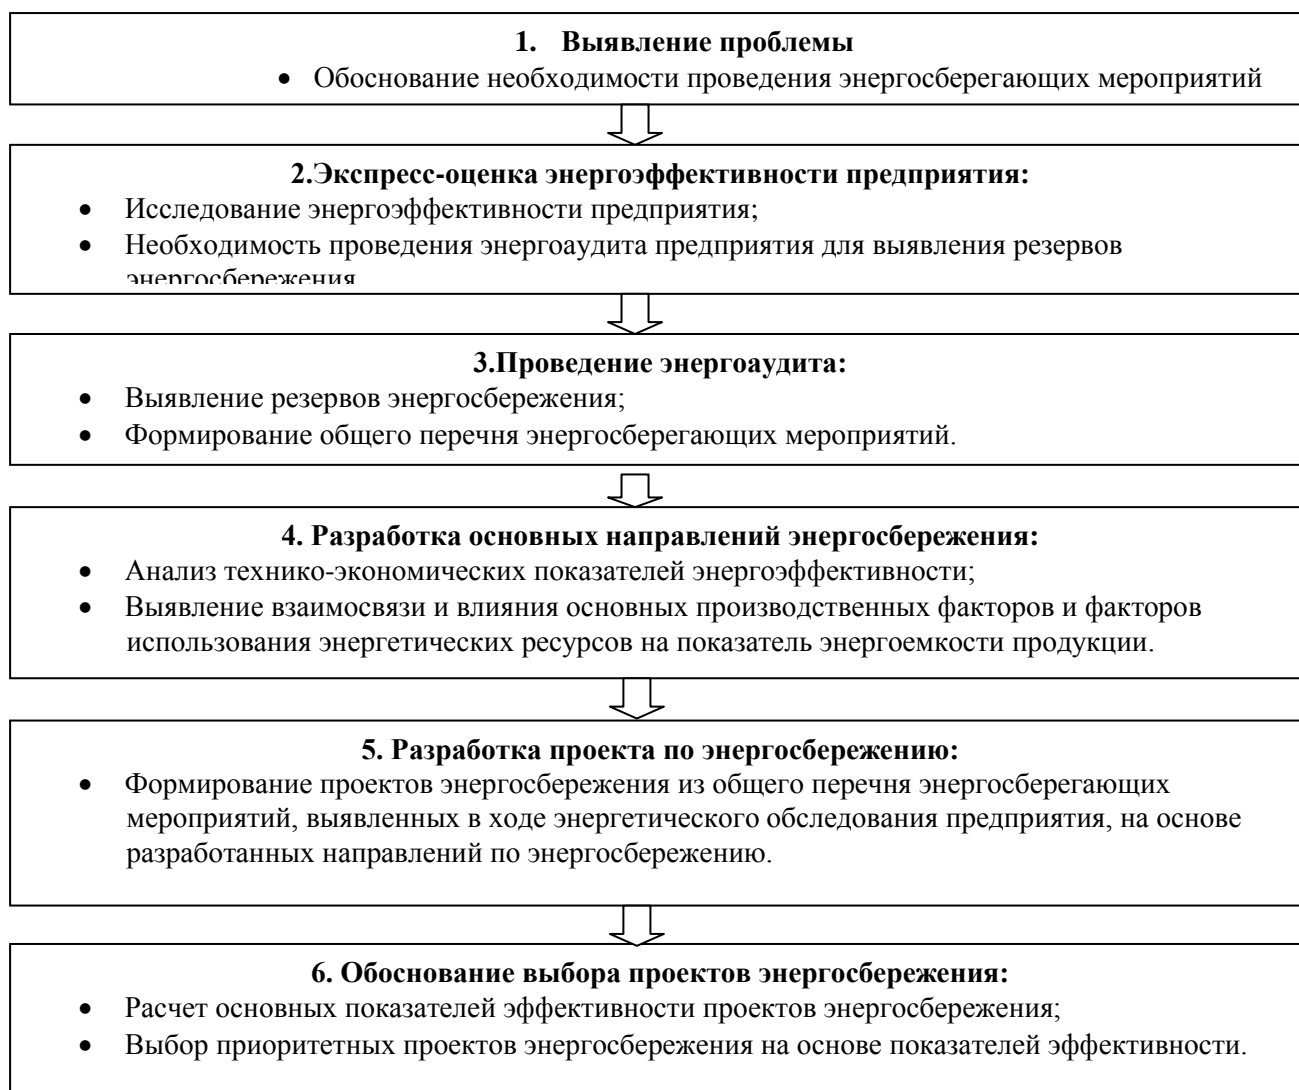 1. Выявление проблемы
• Обоснование необходимости проведения энергосберегающих мероприятий
2.Экспресс-оценка энергоэффективности предприятия:
• Исследование энергоэффективности предприятия;
• Необходимость проведения энергоаудита предприятия для выявления резервов
энергосбережения
3.Проведение энергоаудита:
• Выявление резервов энергосбережения;
• Формирование общего перечня энергосберегающих мероприятий.
4. Разработка основных направлений энергосбережения:
• Анализ технико-экономических показателей энергоэффективности;
• Выявление взаимосвязи и влияния основных производственных факторов и факторов
использования энергетических ресурсов на показатель энергоемкости продукции.
5. Разработка проекта по энергосбережению:
• Формирование проектов энергосбережения из общего перечня энергосберегающих
мероприятий, выявленных в ходе энергетического обследования предприятия, на основе
разработанных направлений по энергосбережению.
6. Обоснование выбора проектов энергосбережения:
• Расчет основных показателей эффективности проектов энергосбережения;
• Выбор приоритетных проектов энергосбережения на основе показателей эффективности.